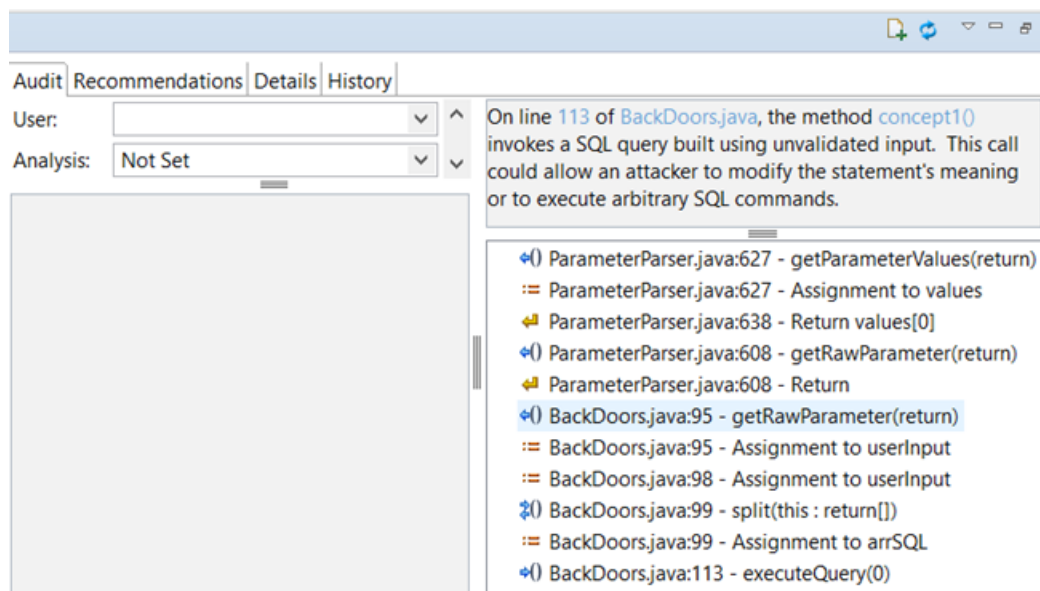 Audit Recommendations Details History
User:
Analysis: Not Set
On line 113 of BackDoors.java, the method concept1()
invokes a SQL query built using unvalidated input. This call
could allow an attacker to modify the statement's meaning
or to execute arbitrary SQL commands.
ParameterParser.java:627 - getParameterValues(return)
ParameterParser.java:627 - Assignment to values
ParameterParser.java:638 - Return values[0]
ParameterParser.java:608 - getRawParameter(return)
ParameterParser.java:608 - Return
BackDoors.java:95 - getRawParameter(return)
BackDoors.java:95 - Assignment to userInput
BackDoors.java:98 - Assignment to userInput
BackDoors.java:99 - split(this : return[])
BackDoors.java:99 - Assignment to arrSQL
BackDoors.java:113 - executeQuery(0)